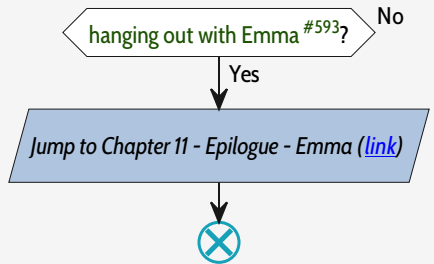 hanging out with Emma #593?
No
Yes
Jump to Chapter 11 - Epilogue - Emma (link)